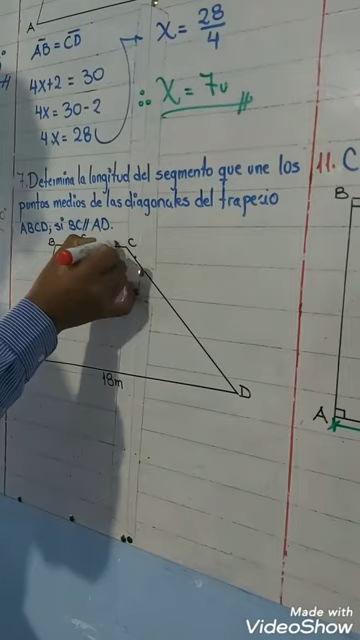 A
AB = CD
4x+2 = 30
4x = 30-2
4x = 28
x = 28/4
∴ x = 7u
7. Determina la longitud del segmento que une los
puntos medios de las diagonales del trapecio
ABCD; si BC // AD.
B
C
18m
D
11. C
B
A
Made with
VideoShow